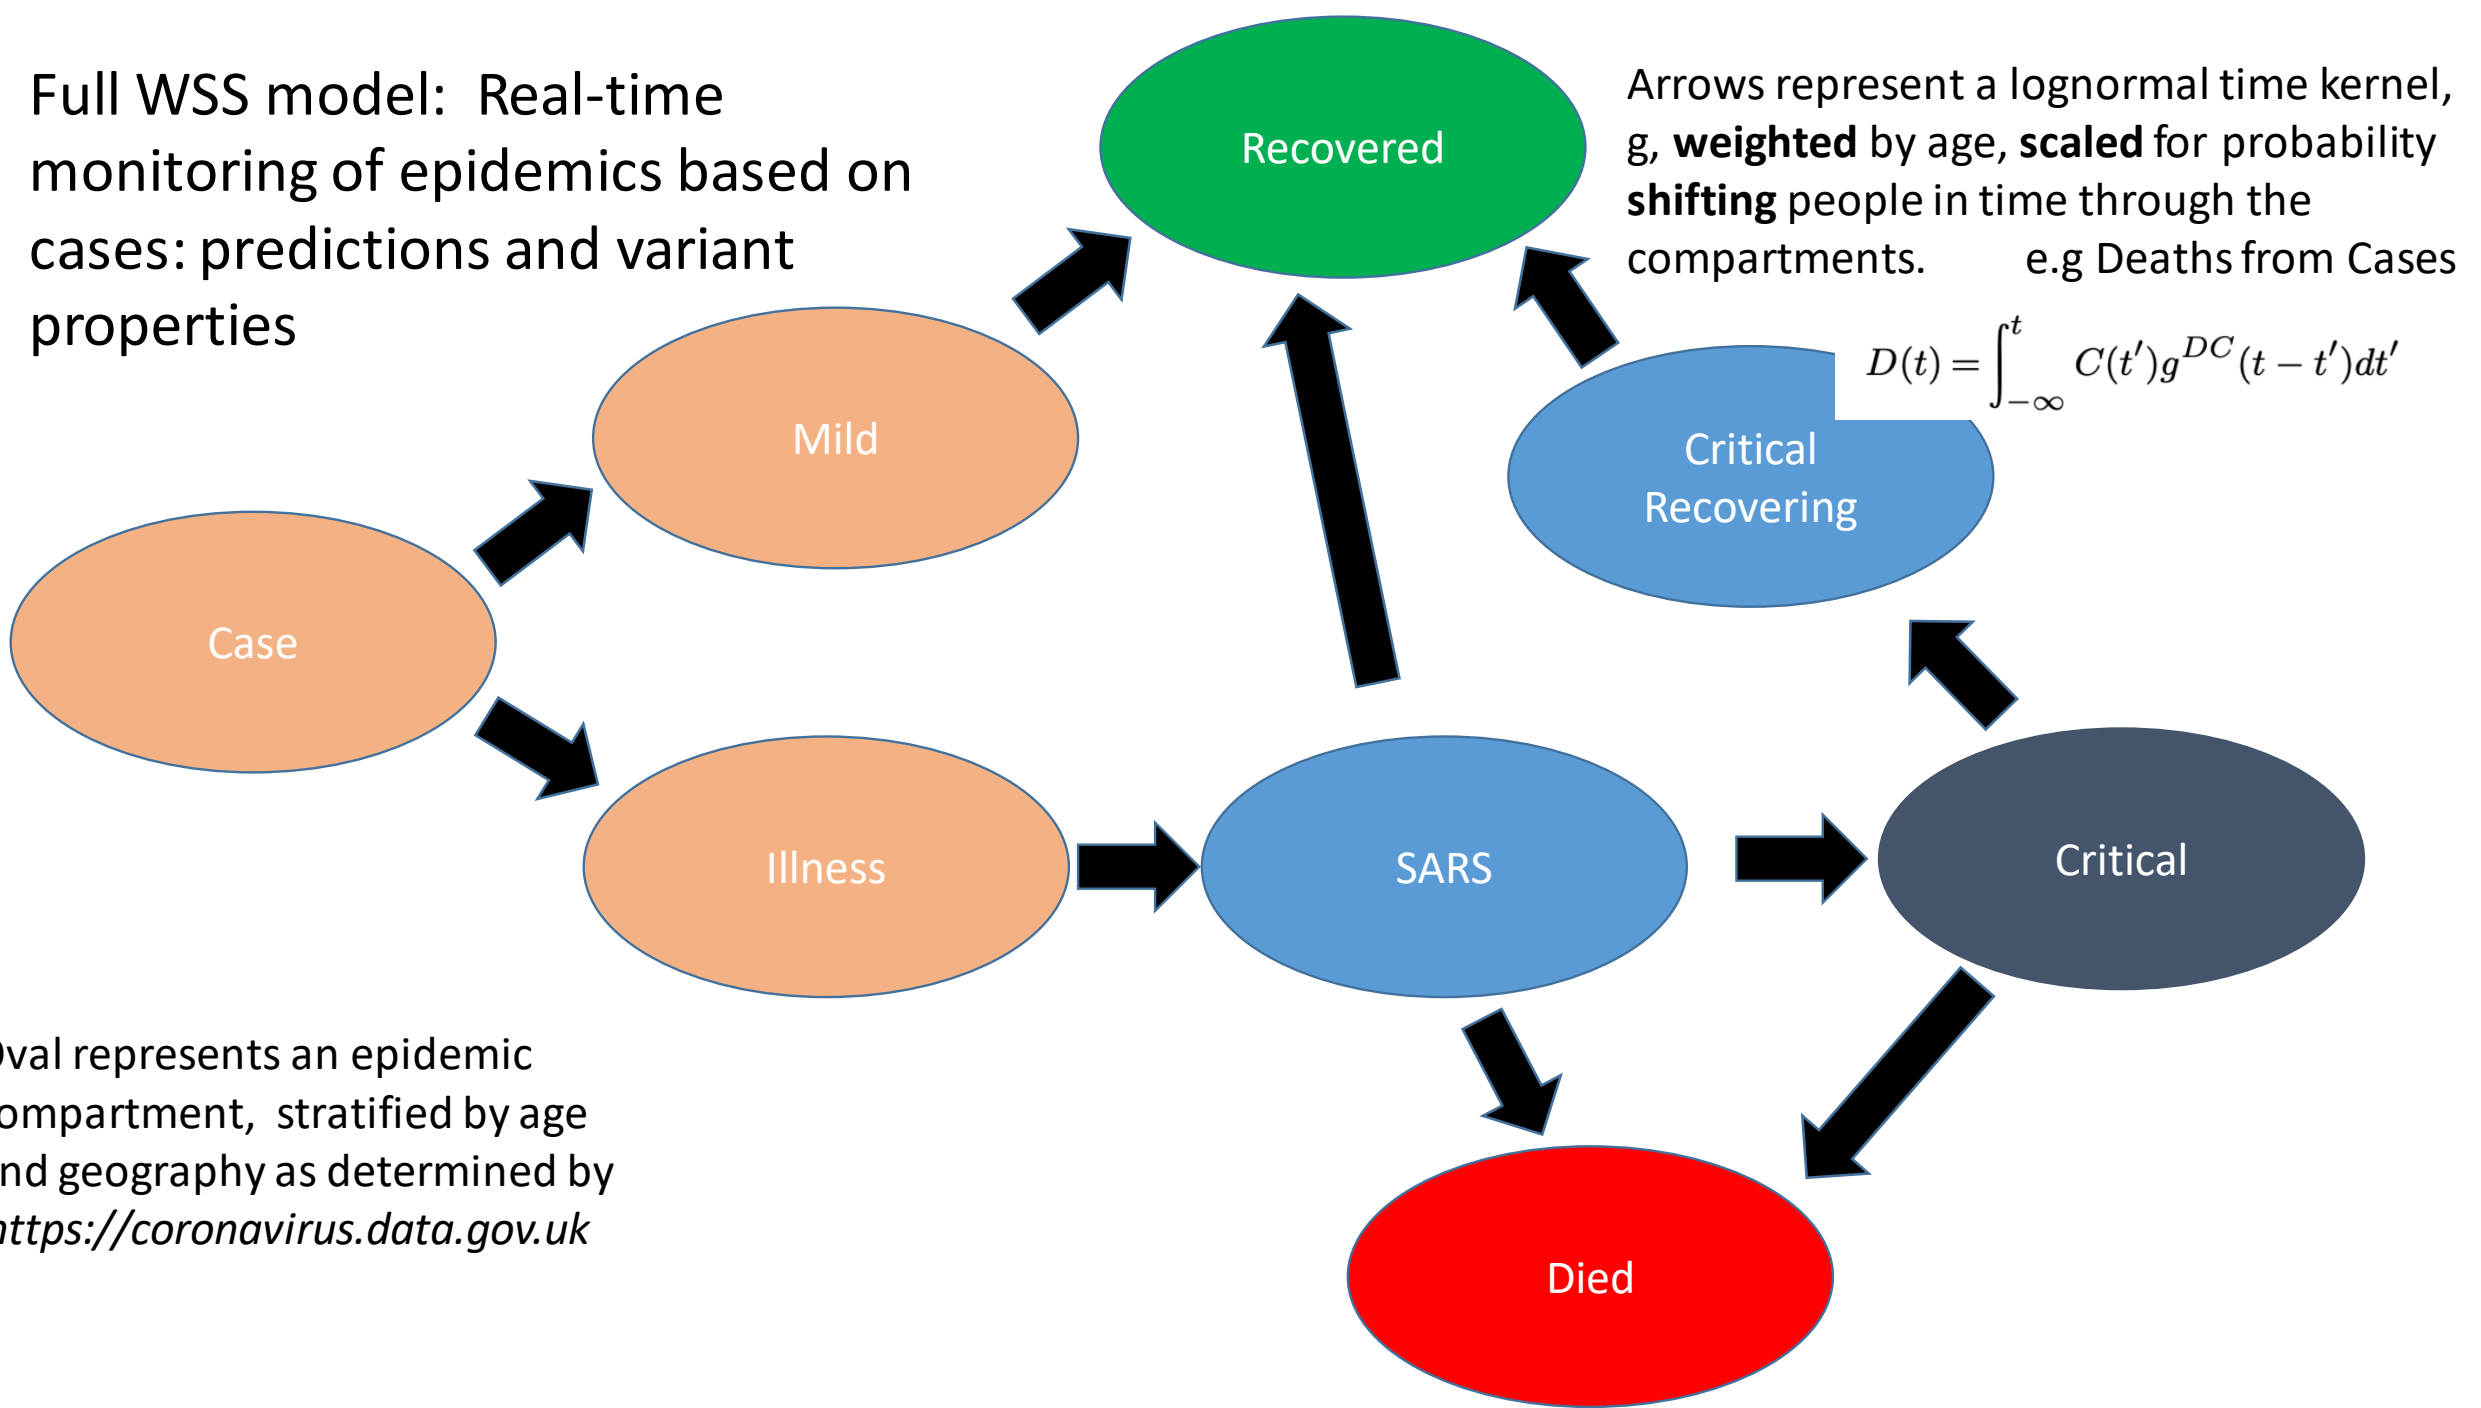 Full WSS model: Real-time
monitoring of epidemics based on
cases: predictions and variant
properties
Arrows represent a lognormal time kernel,
g, weighted by age, scaled for probability
shifting people in time through the
compartments. e.g Deaths from Cases
D(t) = ∫_{-∞}^{t} C(t′)g^{DC}(t − t′)dt′
Recovered
Mild
Critical
Recovering
Case
Illness
SARS
Critical
Died
val represents an epidemic
ompartment, stratified by age
nd geography as determined by
https://coronavirus.data.gov.uk